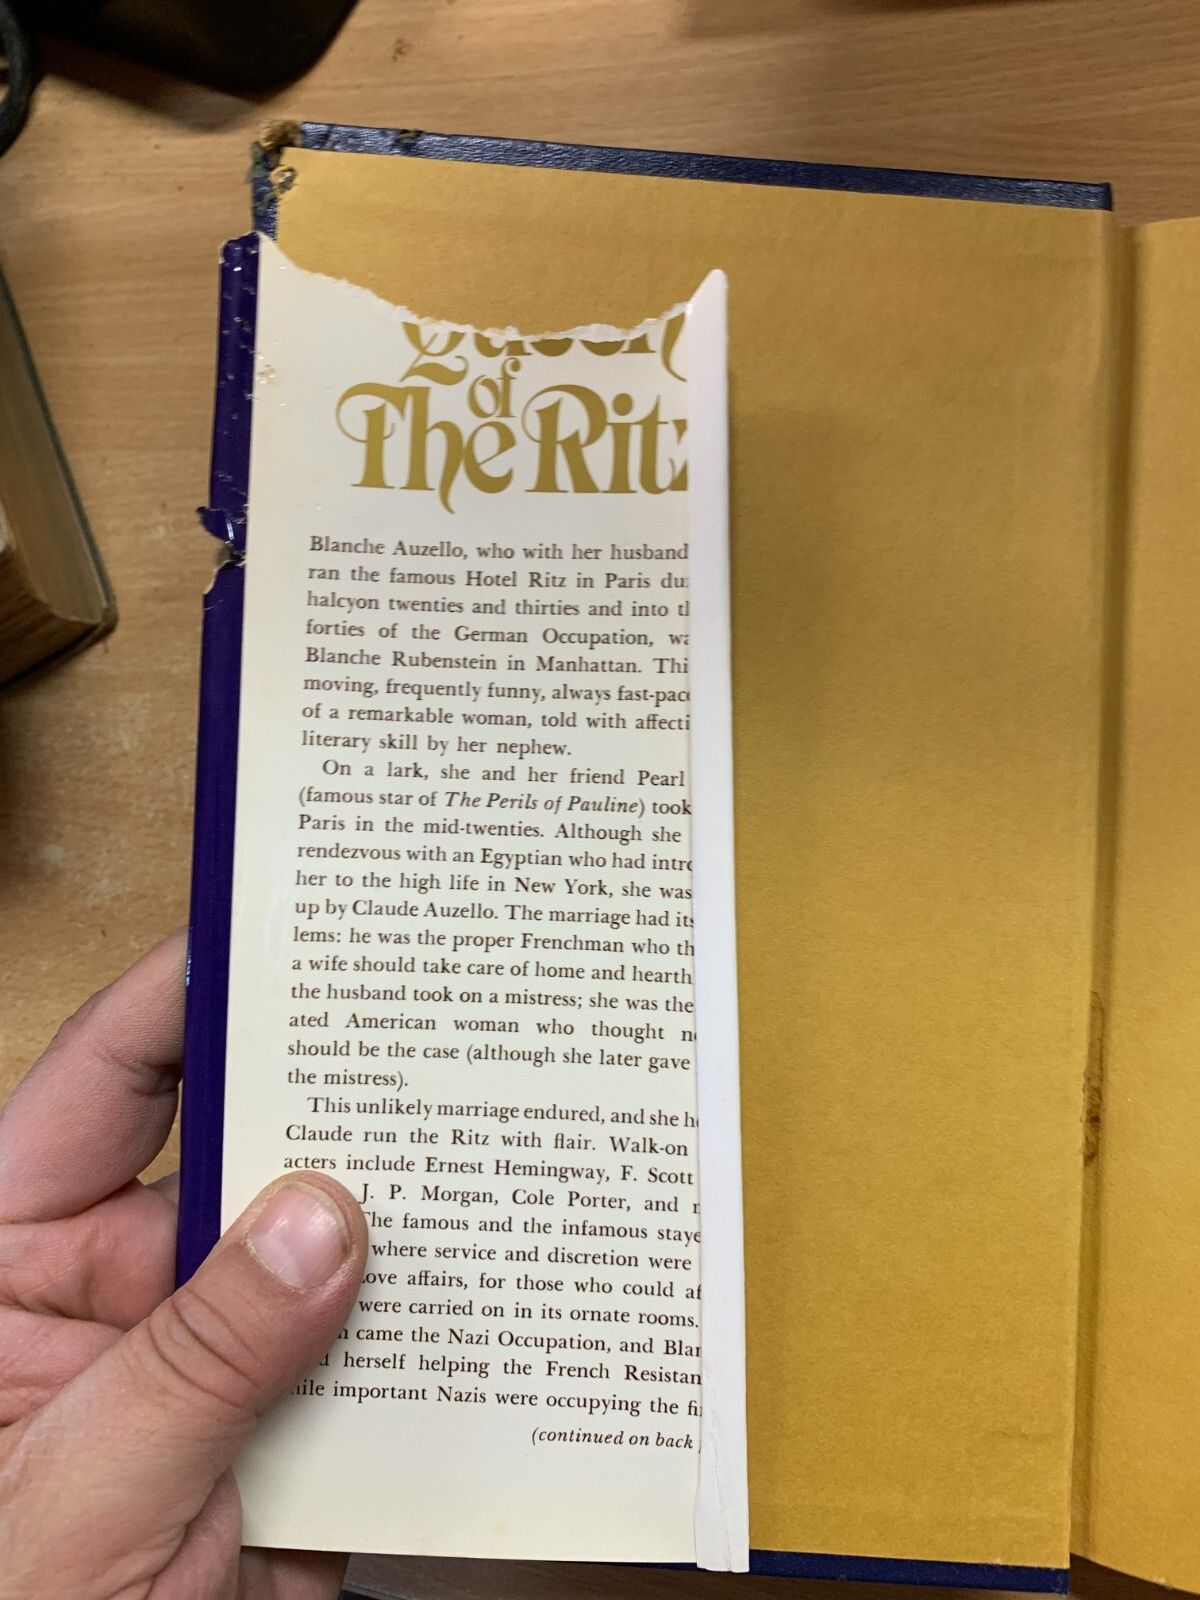 Queen
of
The Ritz
Blanche Auzello, who with her husband
ran the famous Hotel Ritz in Paris du
halcyon twenties and thirties and into
forties of the German Occupation,
Blanche Rubenstein in Manhattan. Thi
moving, frequently funny, always fast-pac
of a remarkable woman, told with affecti
literary skill by her nephew.
On a lark, she and her friend Pearl
(famous star of The Perils of Pauline) took
Paris in the mid-twenties. Although she
rendezvous with an Egyptian who had intro
her to the high life in New York, she was
up by Claude Auzello. The marriage had its
lems: he was the proper Frenchman who th
a wife should take care of home and hearth
the husband took on a mistress; she was the
ated American woman who thought
should be the case (although she later gave
the mistress).
This unlikely marriage endured, and she he
Claude run the Ritz with flair. Walk-on
acters include Ernest Hemingway, F. Scott
J. P. Morgan, Cole Porter, and
The famous and the infamous staye
where service and discretion were
Love affairs, for those who could af
were carried on in its ornate rooms.
came the Nazi Occupation, and Blan
herself helping the French Resistan
ile important Nazis were occupying the fi
(continued on back